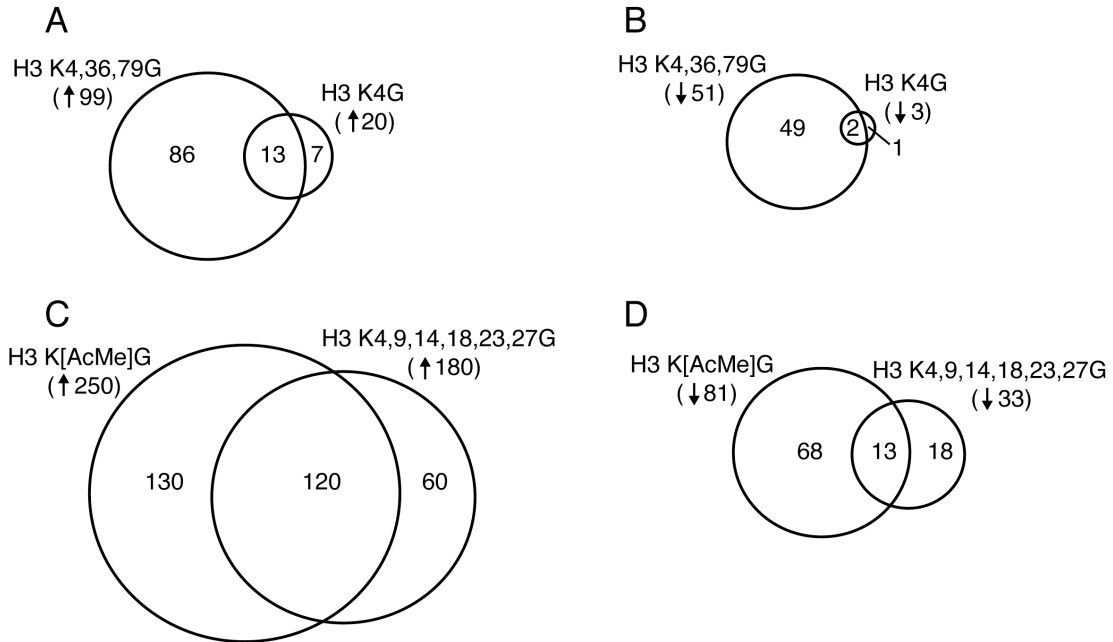 A
H3 K4,36,79G
(↑99)
H3 K4G
(↑20)
86
13
7
B
H3 K4,36,79G
(↓51)
H3 K4G
(↓3)
49
2
1
C
H3 K[AcMe]G
(↑250)
H3 K4,9,14,18,23,27G
(↑180)
130
120
60
D
H3 K[AcMe]G
(↓81)
H3 K4,9,14,18,23,27G
(↓33)
68
13
18